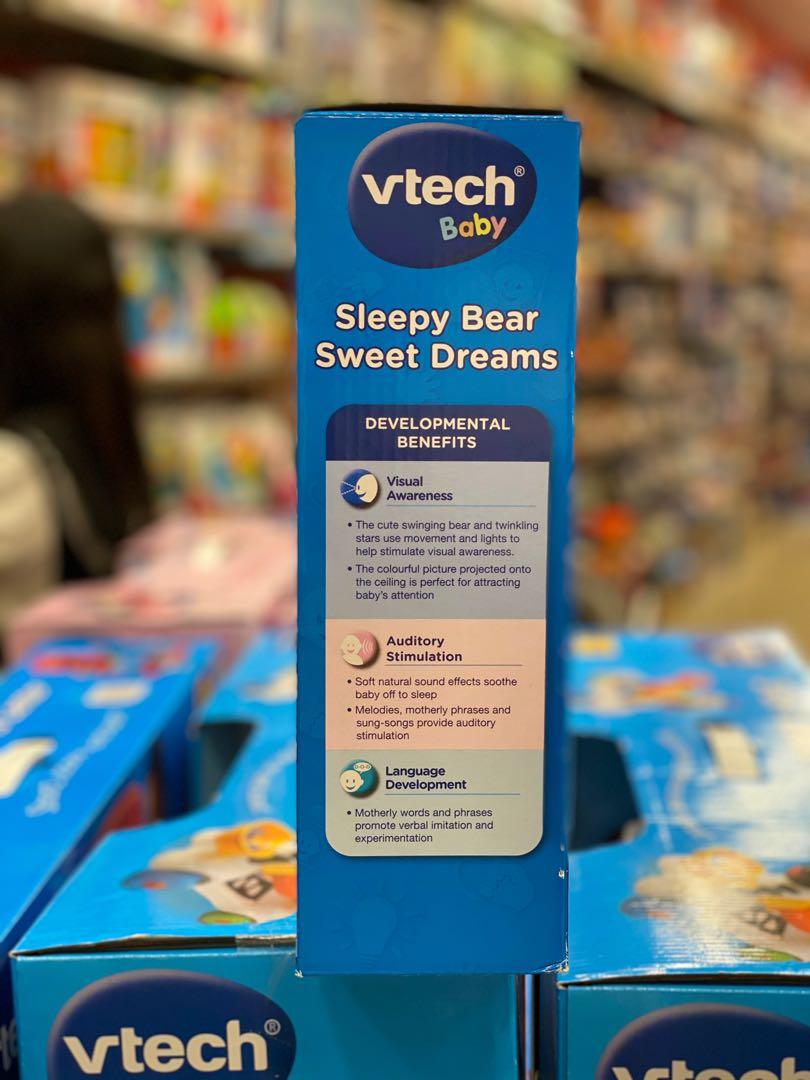 vtech®
Baby
Sleepy Bear
Sweet Dreams
DEVELOPMENTAL
BENEFITS
Visual
Awareness
• The cute swinging bear and twinkling
stars use movement and lights to
help stimulate visual awareness.
• The colourful picture projected onto
the ceiling is perfect for attracting
baby's attention
Auditory
Stimulation
• Soft natural sound effects soothe
baby off to sleep
• Melodies, motherly phrases and
sung-songs provide auditory
stimulation
Language
Development
• Motherly words and phrases
promote verbal imitation and
experimentation
vtech®
vtech